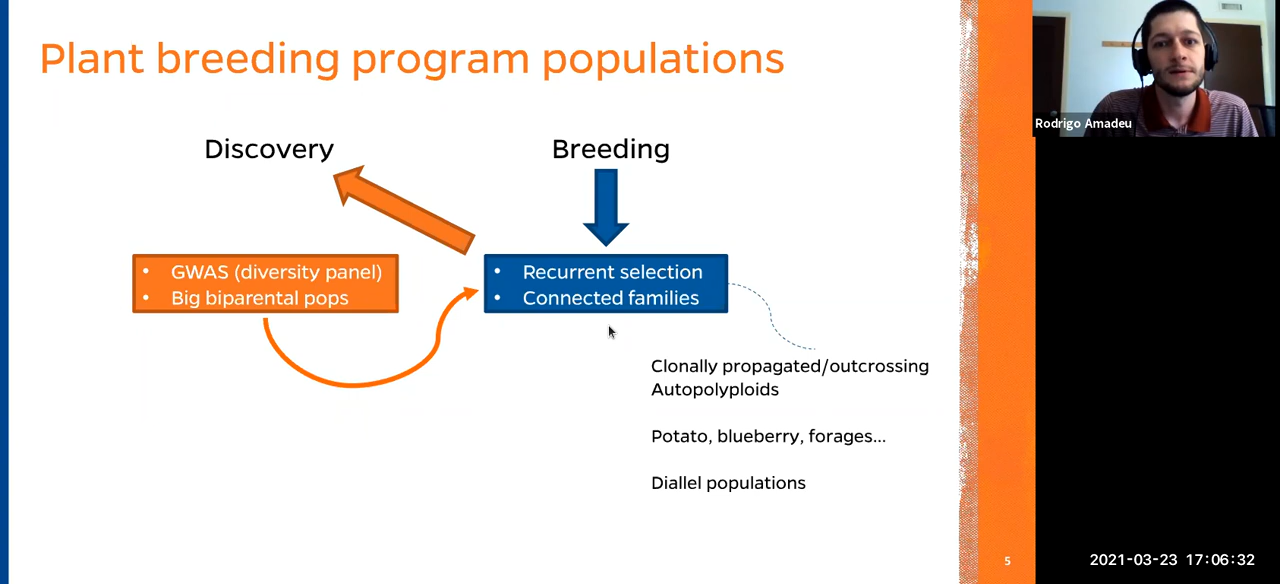 Plant breeding program populations
Rodrigo Amadeu
Discovery
Breeding
• GWAS (diversity panel)
• Big biparental pops
• Recurrent selection
• Connected families
Clonally propagated/outcrossing
Autopolyploids
Potato, blueberry, forages...
Diallel populations
5
2021-03-23 17:06:32